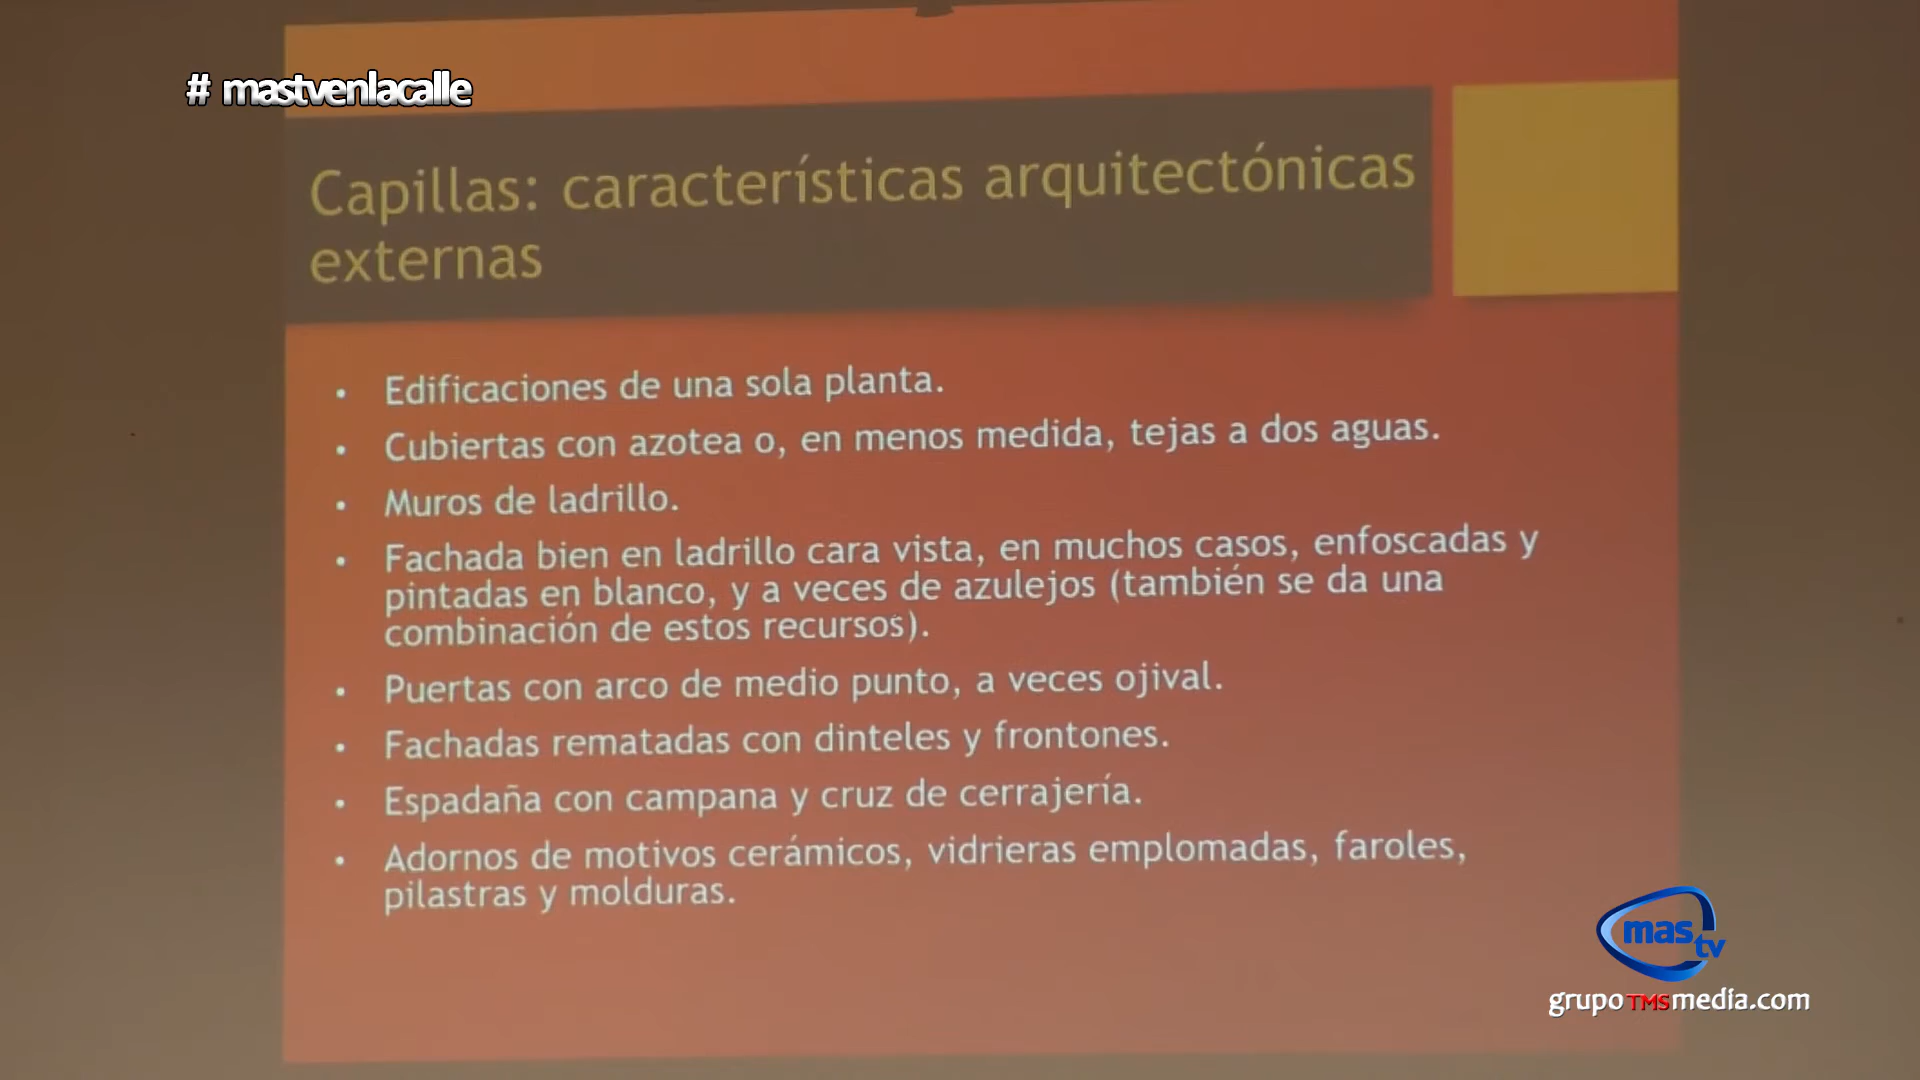 # mastvenlacalle
Capillas: características arquitectónicas
externas
• Edificaciones de una sola planta.
• Cubiertas con azotea o, en menos medida, tejas a dos aguas.
• Muros de ladrillo.
• Fachada bien en ladrillo cara vista, en muchos casos, enfoscadas y
pintadas en blanco, y a veces de azulejos (también se da una
combinación de estos recursos).
• Puertas con arco de medio punto, a veces ojival.
• Fachadas rematadas con dinteles y frontones.
• Espadaña con campana y cruz de cerrajería.
• Adornos de motivos cerámicos, vidrieras emplomadas, faroles,
pilastras y molduras.
mas tv
grupoTMSmedia.com